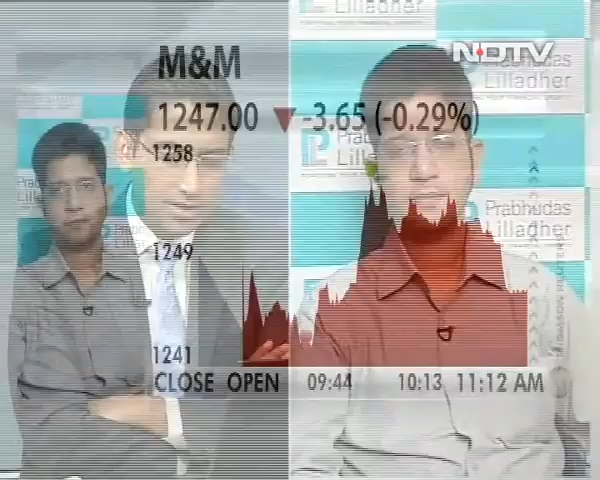 Lilladher
NDTV
Prabhudas
Lilladher
M&M
1247.00 ▼ -3.65 (-0.29%)
1258
Prabhudas
Lilladher
1249
1241
CLOSE OPEN 09:44 10:13 11:12 AM